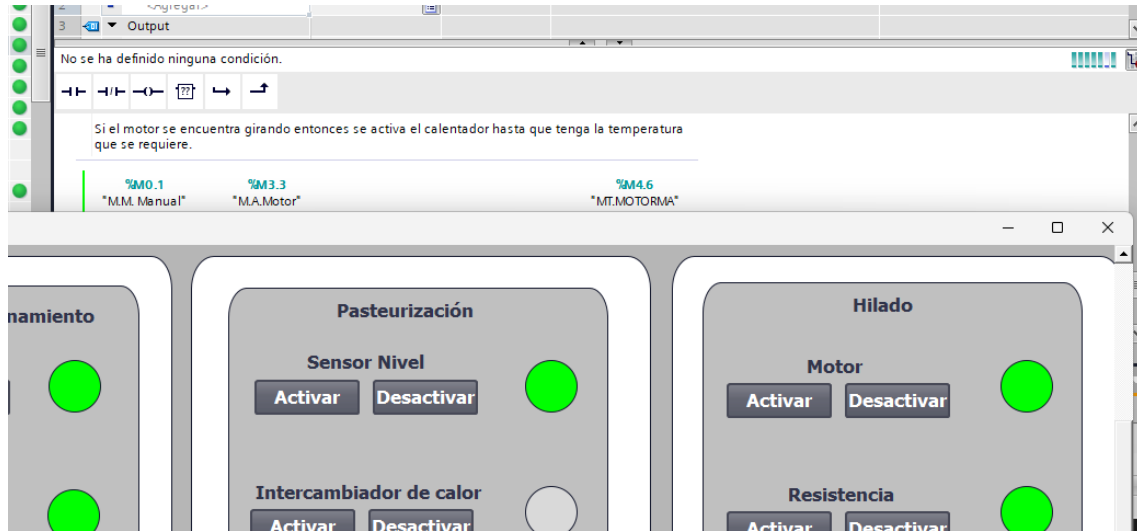 2 <Agregar>
3 Output
No se ha definido ninguna condición.
??
Si el motor se encuentra girando entonces se activa el calentador hasta que tenga la temperatura
que se requiere.
%M0.1 %M3.3 %M4.6
"M.M. Manual" "M.A.Motor" "MT.MOTORMA"
namiento
Pasteurización
Sensor Nivel
Activar Desactivar
Intercambiador de calor
Activar Desactivar
Hilado
Motor
Activar Desactivar
Resistencia
Activar Desactivar